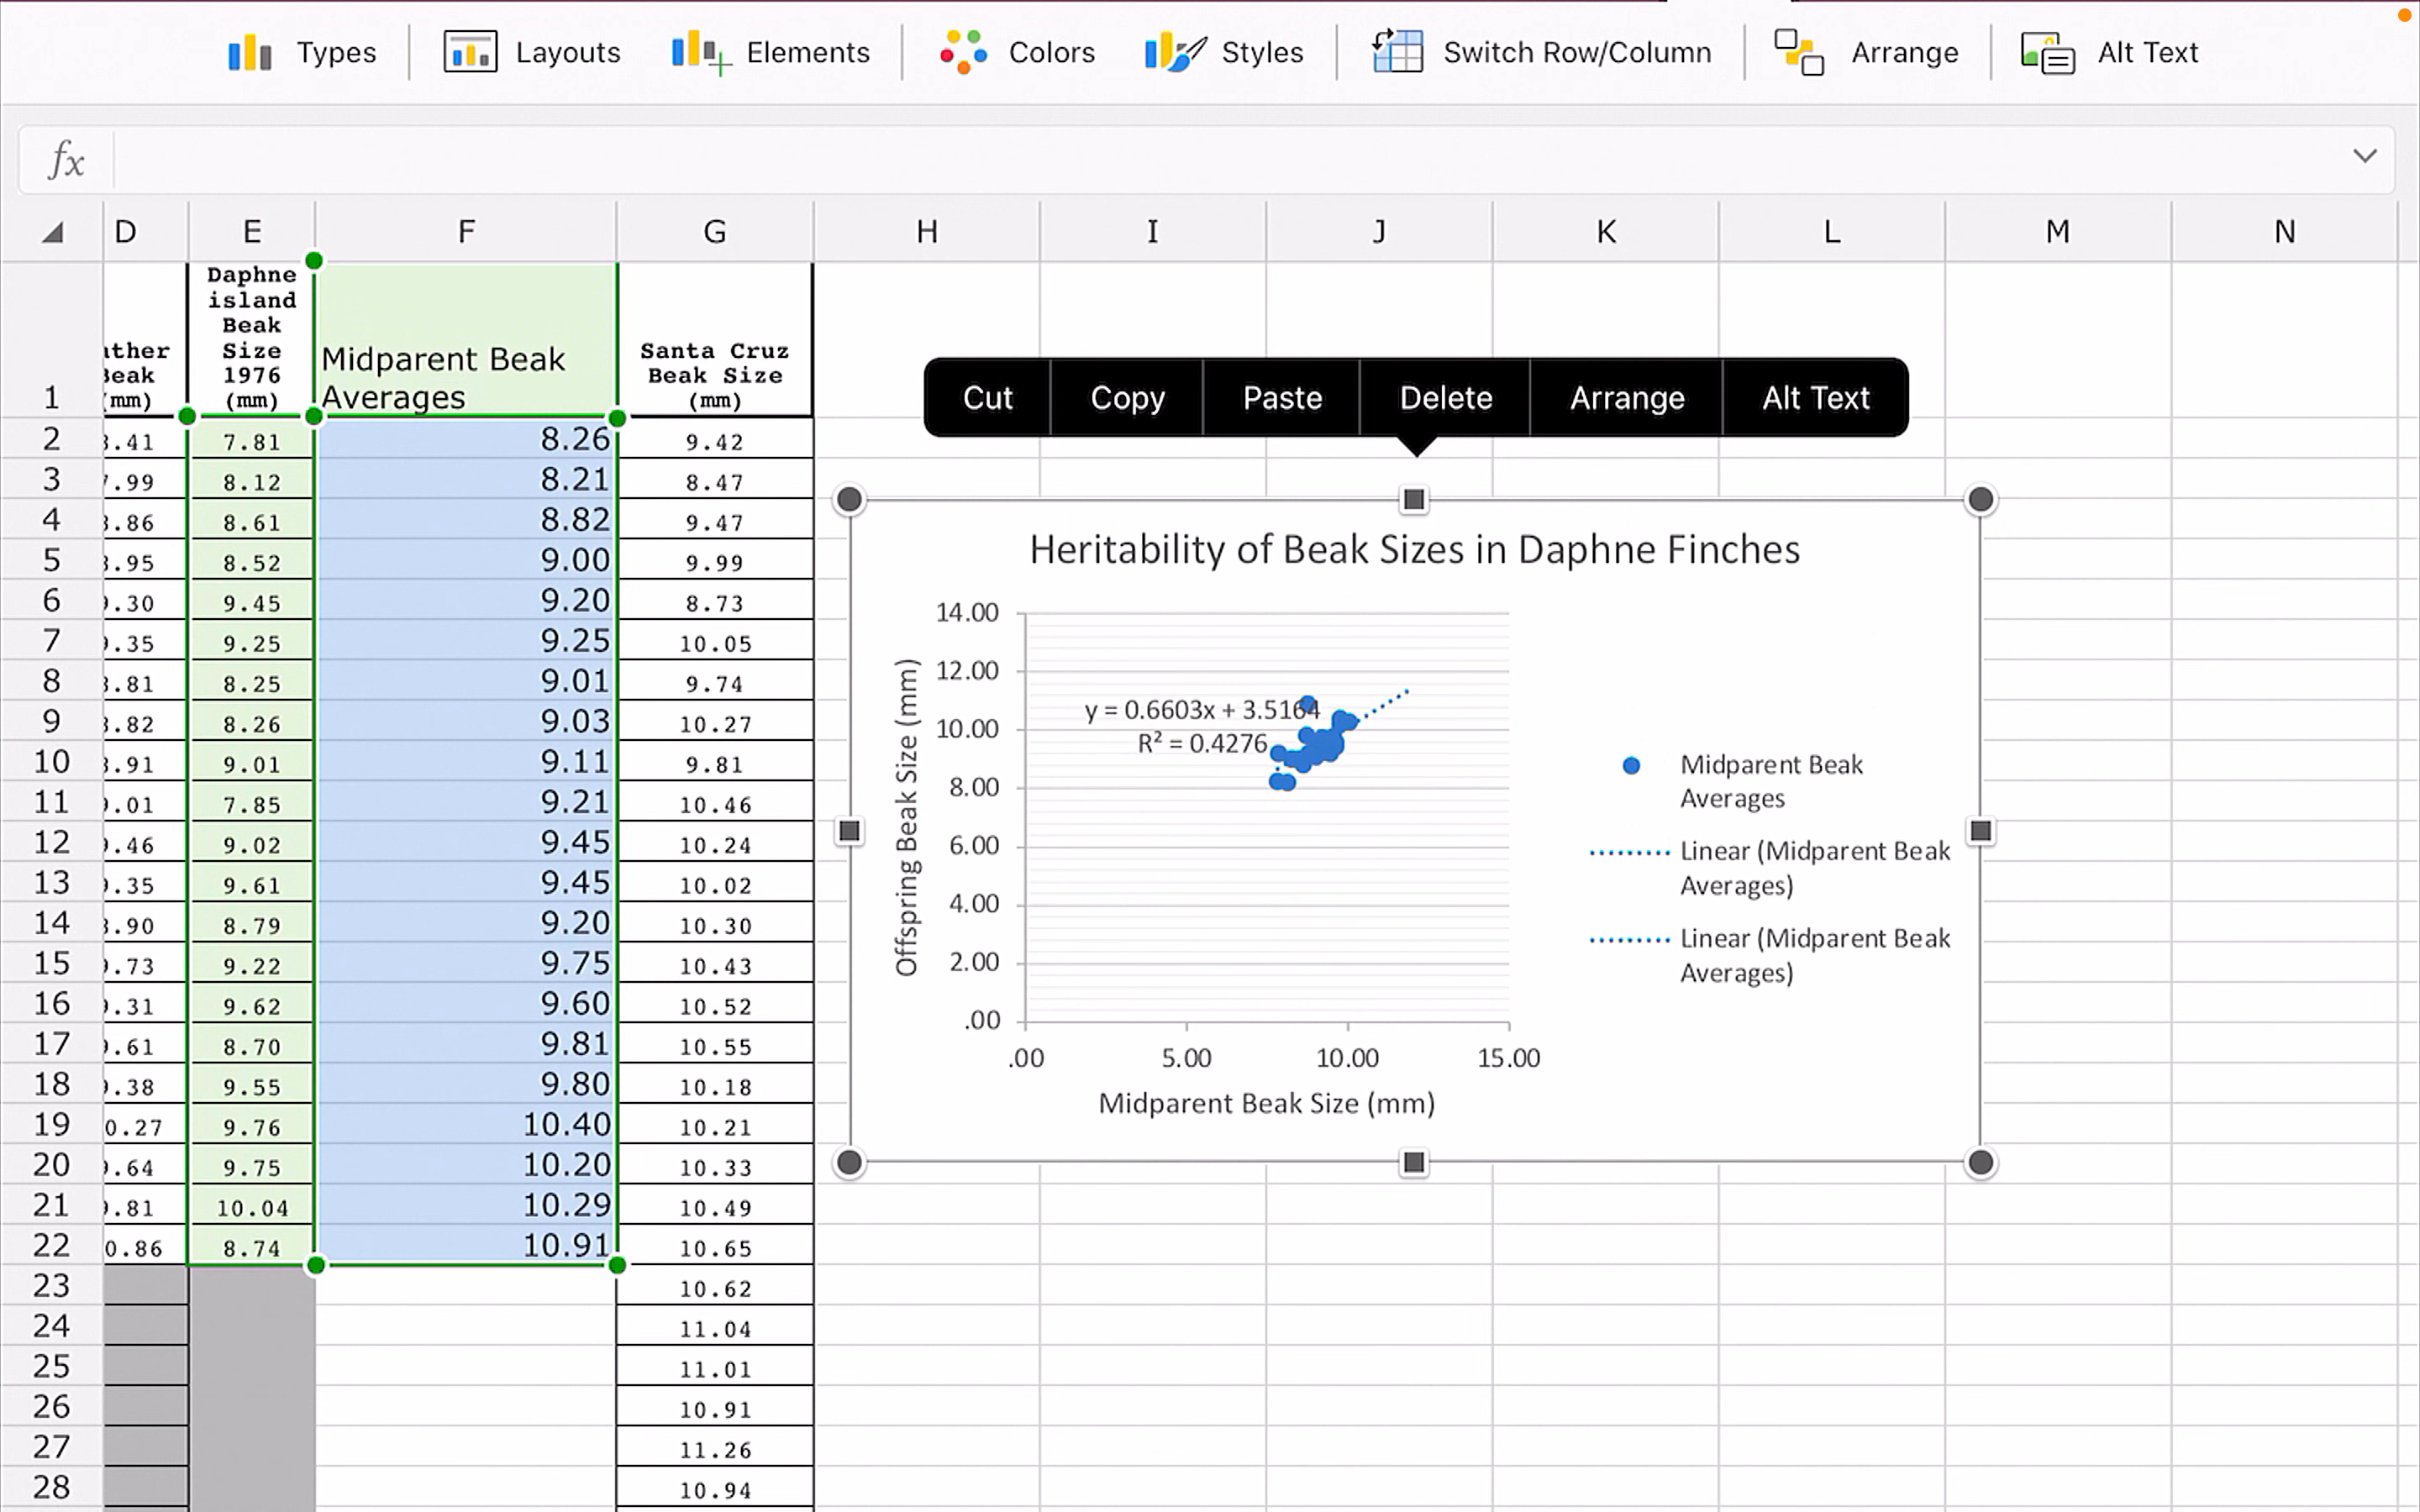 Types Layouts Elements Colors Styles Switch Row/Column Arrange Alt Text
fx
D E F G H I J K L M N
Daphne
island
Beak
Size
1976
(mm)
Beak
(mm)
Midparent Beak
Averages
Santa Cruz
Beak Size
(mm)
Cut Copy Paste Delete Arrange Alt Text
1
2 .41 7.81 8.26 9.42
3 .99 8.12 8.21 8.47
4 .86 8.61 8.82 9.47
5 .95 8.52 9.00 9.99
6 .30 9.45 9.20 8.73
7 .35 9.25 9.25 10.05
8 .81 8.25 9.01 9.74
9 .82 8.26 9.03 10.27
10 .91 9.01 9.11 9.81
11 .01 7.85 9.21 10.46
12 .46 9.02 9.45 10.24
13 .35 9.61 9.45 10.02
14 .90 8.79 9.20 10.30
15 .73 9.22 9.75 10.43
16 .31 9.62 9.60 10.52
17 .61 8.70 9.81 10.55
18 .38 9.55 9.80 10.18
19 0.27 9.76 10.40 10.21
20 .64 9.75 10.20 10.33
21 .81 10.04 10.29 10.49
22 0.86 8.74 10.91 10.65
23 10.62
24 11.04
25 11.01
26 10.91
27 11.26
28 10.94
Heritability of Beak Sizes in Daphne Finches
Offspring Beak Size (mm)
14.00
12.00
10.00
8.00
6.00
4.00
2.00
.00
y = 0.6603x + 3.5164
R² = 0.4276
.00 5.00 10.00 15.00
Midparent Beak Size (mm)
Midparent Beak
Averages
Linear (Midparent Beak
Averages)
Linear (Midparent Beak
Averages)